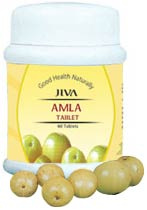 Good Health Naturally
JIVA
AMLA
TABLET
60 Tablets